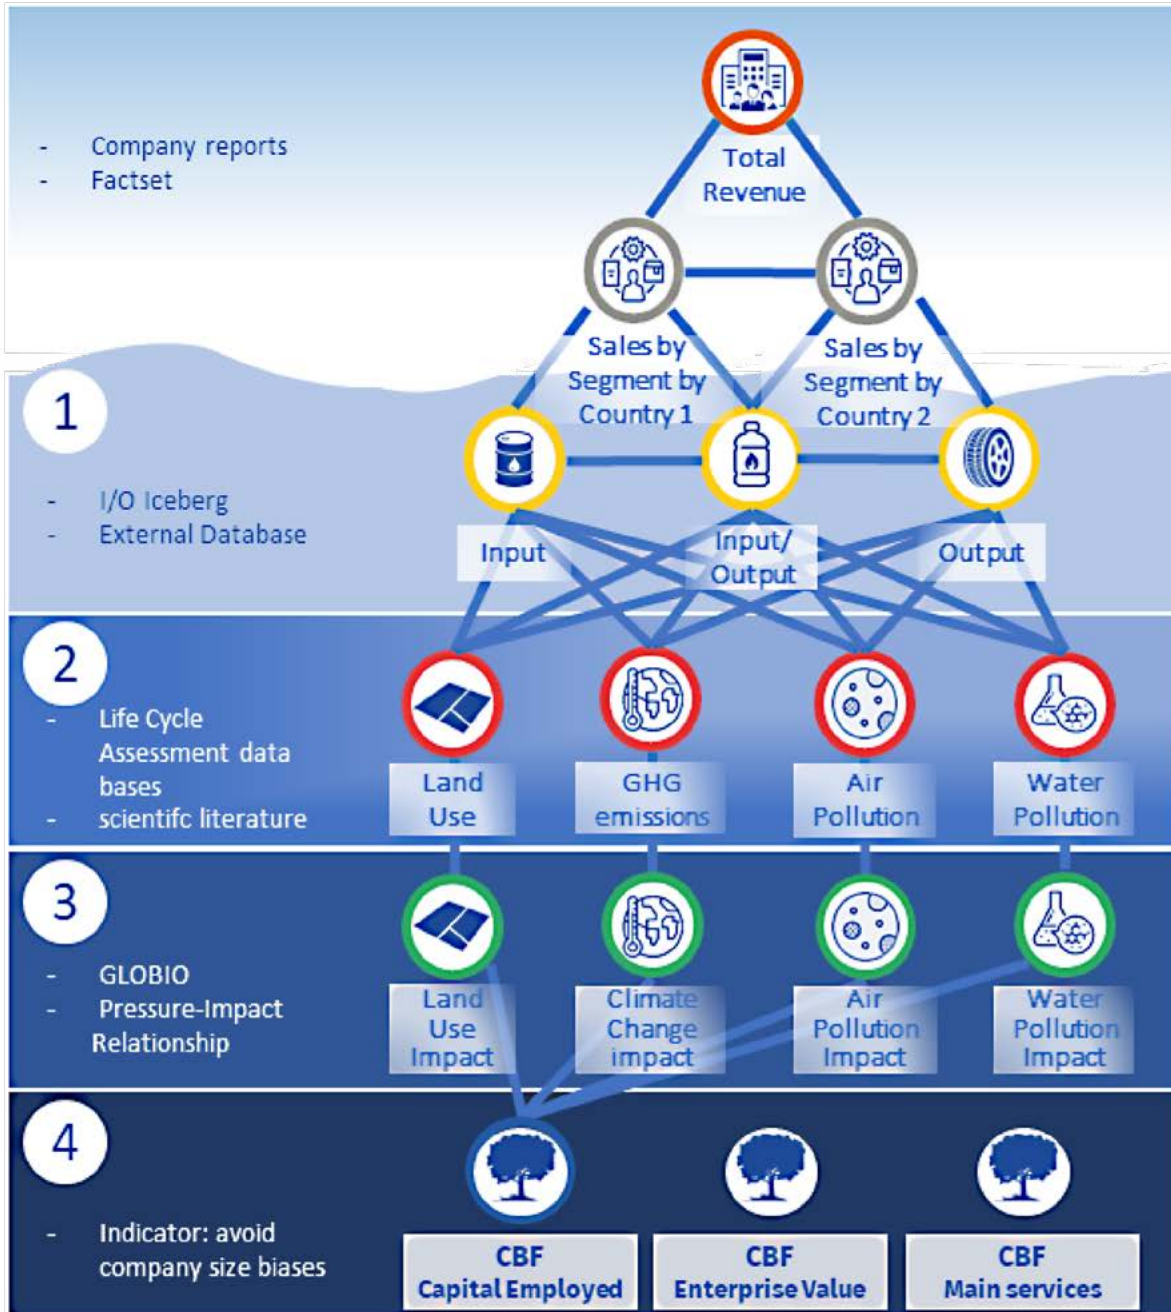 - Company reports
- Factset
Total
Revenue
Sales by
Segment by
Country 1
Sales by
Segment by
Country 2
1
- I/O Iceberg
- External Database
Input
Input/
Output
Output
2
- Life Cycle
Assessment data
bases
- scientifc literature
Land
Use
GHG
emissions
Air
Pollution
Water
Pollution
3
- GLOBIO
- Pressure-Impact
Relationship
Land
Use
Impact
Climate
Change
impact
Air
Pollution
Impact
Water
Pollution
Impact
4
- Indicator: avoid
company size biases
CBF
Capital Employed
CBF
Enterprise Value
CBF
Main services